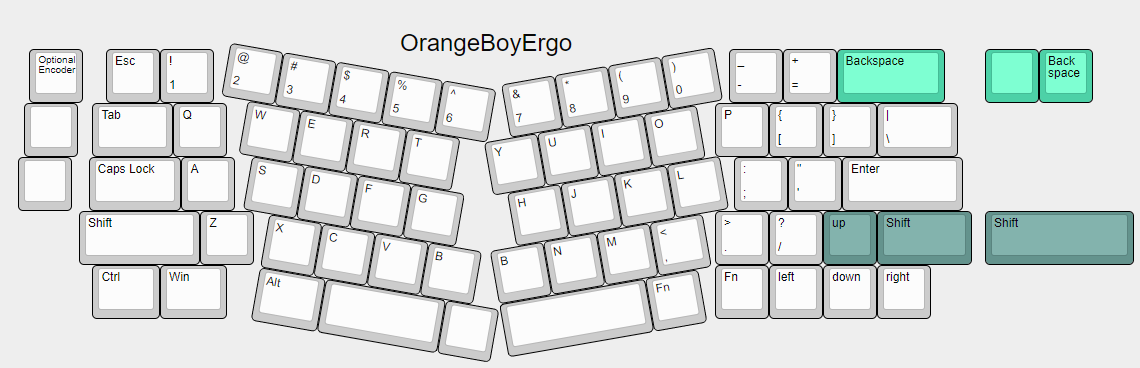 OrangeBoyErgo
Optional
Encoder
Esc
!
1
@
2
#
3
$
4
%
5
^
6
&
7
*
8
(
9
)
0
_
-
+
=
Backspace
Back
space
Tab
Q
W
E
R
T
Y
U
I
O
P
{
[
}
]
|
\
Caps Lock
A
S
D
F
G
H
J
K
L
:
;
"
'
Enter
Shift
Z
X
C
V
B
B
N
M
<
,
>
.
?
/
up
Shift
Shift
Ctrl
Win
Alt
Fn
Fn
left
down
right